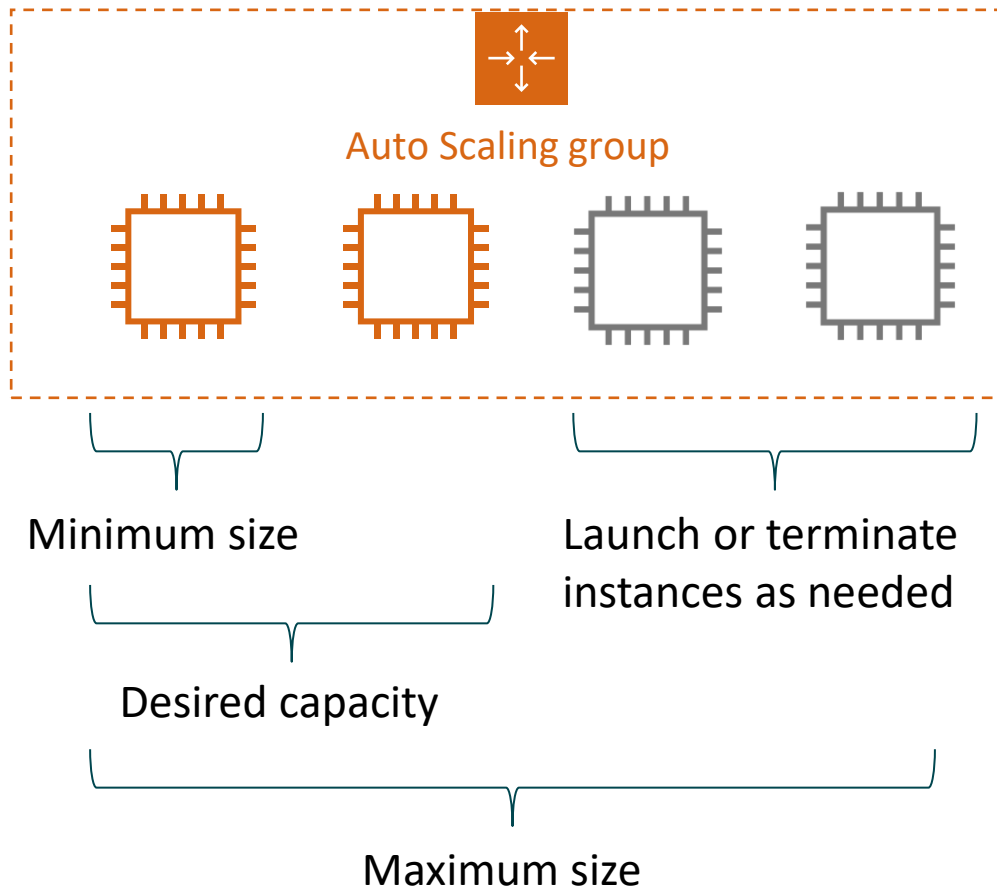 Auto Scaling group
Minimum size
Launch or terminate
instances as needed
Desired capacity
Maximum size